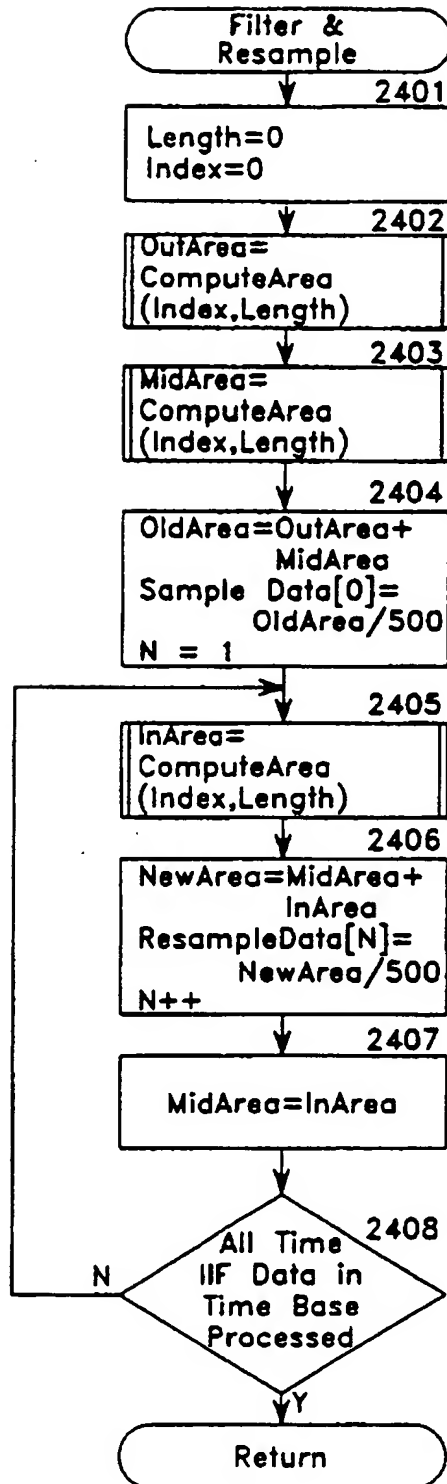 Filter &
Resample
2401
Length=0
Index=0
2402
OutArea=
ComputeArea
(Index,Length)
2403
MidArea=
ComputeArea
(Index,Length)
2404
OldArea=OutArea+
MidArea
Sample Data[0]=
OldArea/500
N = 1
2405
InArea=
ComputeArea
(Index,Length)
2406
NewArea=MidArea+
InArea
ResampleData[N]=
NewArea/500
N++
2407
MidArea=InArea
2408
All Time
IIF Data in
Time Base
Processed
N
Y
Return